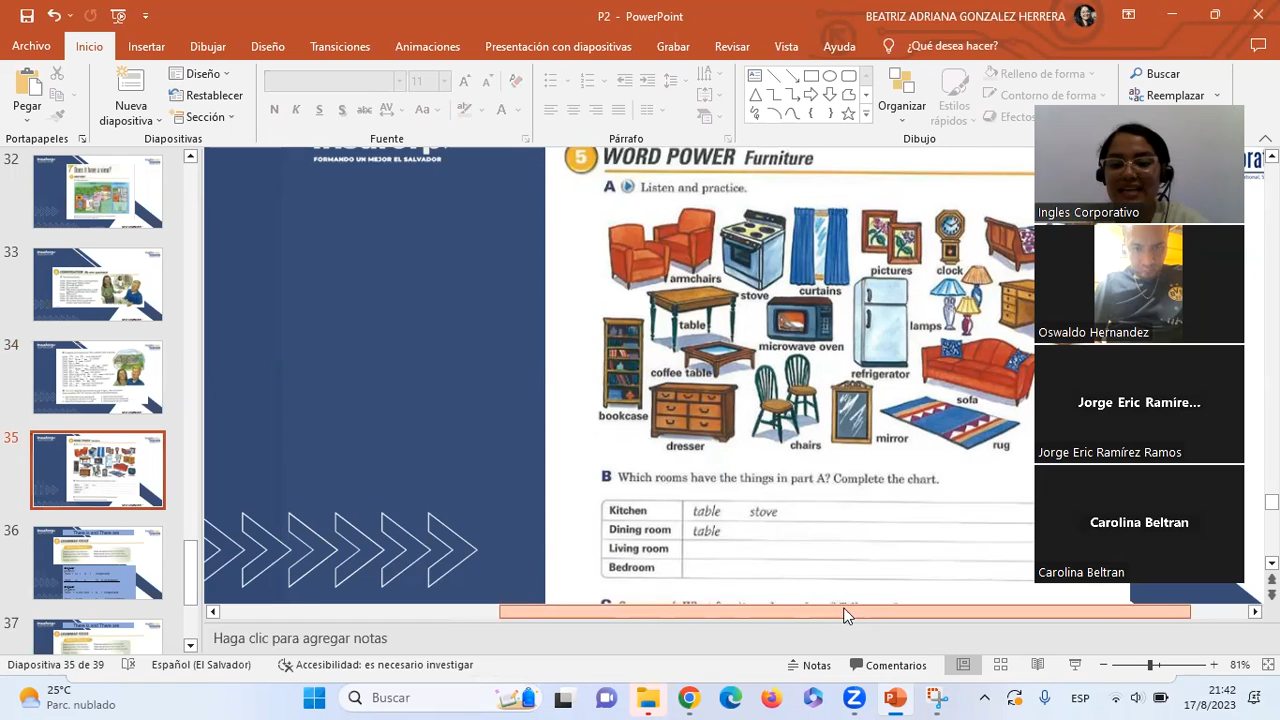 P2 - PowerPoint
BEATRIZ ADRIANA GONZALEZ HERRERA
Archivo Inicio Insertar Dibujar Diseño Transiciones Animaciones Presentación con diapositivas Grabar Revisar Vista Ayuda ¿Qué desea hacer?
Pegar
Nueva diapositiva
Diseño
Restablecer
Sección
11
N K S S abc AV Aa A
Organizar
Estilos rápidos
Relleno de
Contorno de forma
Efectos
Buscar
Reemplazar
Portapapeles Diapositivas Fuente Párrafo Dibujo
32
33
34
35
36
37
FORMANDO UN MEJOR EL SALVADOR
5 WORD POWER Furniture
A Listen and practice.
armchairs
stove
curtains
pictures
clock
table
microwave oven
lamps
coffee table
refrigerator
bookcase
sofa
dresser
chairs
mirror
rug
B Which rooms have the things in part A? Complete the chart.
Kitchen table stove
Dining room table
Living room
Bedroom
Ingles Corporativo
Oswaldo Hernandez
Jorge Eric Ramire...
Jorge Eric Ramírez Ramos
Carolina Beltran
Carolina Beltran
Haga clic para agregar notas
Diapositiva 35 de 39 Español (El Salvador) Accesibilidad: es necesario investigar Notas Comentarios 81%
25°C
Parc. nublado
Buscar
ESP
21:42
17/8/2023